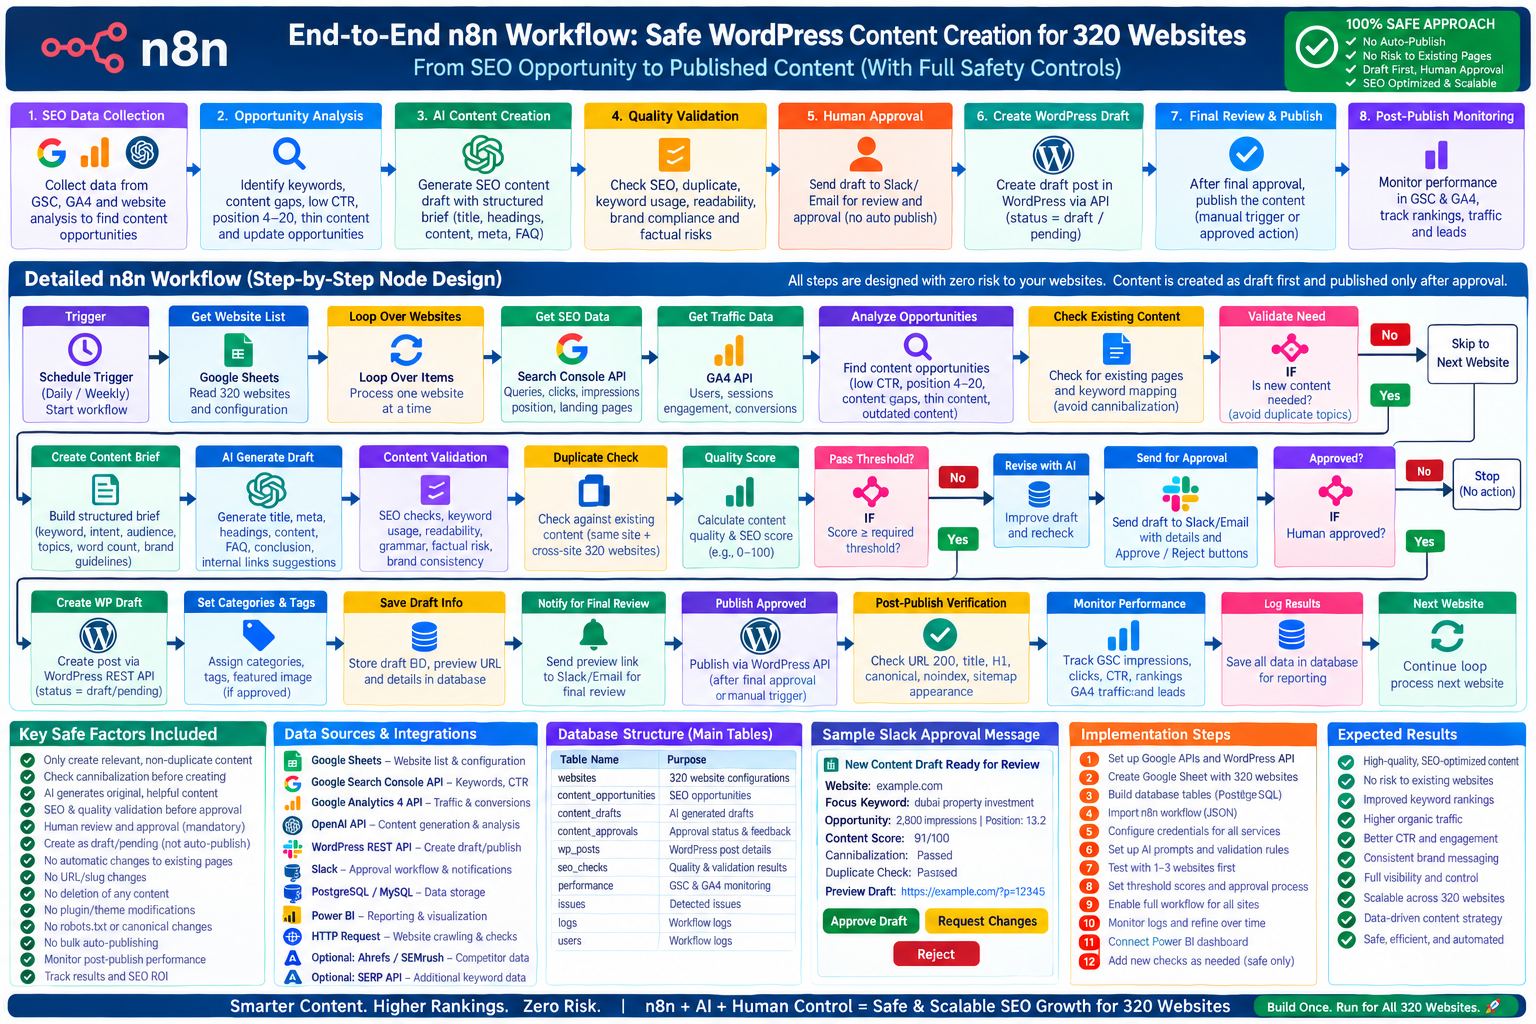 n8n
End-to-End n8n Workflow: Safe WordPress Content Creation for 320 Websites
From SEO Opportunity to Published Content (With Full Safety Controls)
100% SAFE APPROACH
No Auto-Publish
No Risk to Existing Pages
Draft First, Human Approval
SEO Optimized & Scalable
1. SEO Data Collection
Collect data from
GSC, GA4 and website
analysis to find content
opportunities
2. Opportunity Analysis
Identify keywords,
content gaps, low CTR,
position 4–20, thin content
and update opportunities
3. AI Content Creation
Generate SEO content
draft with structured
brief (title, headings,
content, meta, FAQ)
4. Quality Validation
Check SEO, duplicate,
keyword usage, readability,
brand compliance and
factual risks
5. Human Approval
Send draft to Slack/
Email for review and
approval (no auto publish)
6. Create WordPress Draft
Create draft post in
WordPress via API
(status = draft /
pending)
7. Final Review & Publish
After final approval,
publish the content
(manual trigger or
approved action)
8. Post-Publish Monitoring
Monitor performance
in GSC & GA4,
track rankings, traffic
and leads
Detailed n8n Workflow (Step-by-Step Node Design)
All steps are designed with zero risk to your websites. Content is created as draft first and published only after approval.
Trigger
Schedule Trigger
(Daily / Weekly)
Start workflow
Get Website List
Google Sheets
Read 320 websites
and configuration
Loop Over Websites
Loop Over Items
Process one website
at a time
Get SEO Data
Search Console API
Queries, clicks, impressions
position, landing pages
Get Traffic Data
GA4 API
Users, sessions
engagement, conversions
Analyze Opportunities
Find content opportunities
(low CTR, position 4–20,
content gaps, thin content,
outdated content)
Check Existing Content
Check for existing pages
and keyword mapping
(avoid cannibalization)
Validate Need
IF
Is new content
needed?
(avoid duplicate topics)
No
Yes
Skip to
Next Website
Create Content Brief
Build structured brief
(keyword, intent, audience,
topics, word count, brand
guidelines)
AI Generate Draft
Generate title, meta,
headings, content,
FAQ, conclusion,
internal links suggestions
Content Validation
SEO checks, keyword
usage, readability,
grammar, factual risk,
brand consistency
Duplicate Check
Check against existing
content (same site +
cross-site 320 websites)
Quality Score
Calculate content
quality & SEO score
(e.g., 0–100)
Pass Threshold?
IF
Score ≥ required
threshold?
No
Yes
Revise with AI
Improve draft
and recheck
Send for Approval
Send draft to Slack/Email
with details and
Approve / Reject buttons
Approved?
IF
Human approved?
No
Yes
Stop
(No action)
Create WP Draft
Create post via
WordPress REST API
(status = draft/pending)
Set Categories & Tags
Assign categories,
tags, featured image
(if approved)
Save Draft Info
Store draft ID, preview URL
and details in database
Notify for Final Review
Send preview link
to Slack/Email for
final review
Publish Approved
Publish via WordPress API
(after final approval
or manual trigger)
Post-Publish Verification
Check URL 200, title, H1,
canonical, noindex, sitemap
appearance
Monitor Performance
Track GSC impressions,
clicks, CTR, rankings
GA4 traffic and leads
Log Results
Save all data in database
for reporting
Next Website
Continue loop
process next website
Key Safe Factors Included
Only create relevant, non-duplicate content
Check cannibalization before creating
AI generates original, helpful content
SEO & quality validation before approval
Human review and approval (mandatory)
Create as draft/pending (not auto-publish)
No automatic changes to existing pages
No URL/slug changes
No deletion of any content
No plugin/theme modifications
No robots.txt or canonical changes
No bulk auto-publishing
Monitor post-publish performance
Track results and SEO ROI
Data Sources & Integrations
Google Sheets – Website list & configuration
Google Search Console API – Keywords, CTR
Google Analytics 4 API – Traffic & conversions
OpenAI API – Content generation & analysis
WordPress REST API – Create draft/publish
Slack – Approval workflow & notifications
PostgreSQL / MySQL – Data storage
Power BI – Reporting & visualization
HTTP Request – Website crawling & checks
Optional: Ahrefs / SEMrush – Competitor data
Optional: SERP API – Additional keyword data
Database Structure (Main Tables)
Table Name Purpose
websites 320 website configurations
content_opportunities SEO opportunities
content_drafts AI generated drafts
content_approvals Approval status & feedback
wp_posts WordPress post details
seo_checks Quality & validation results
performance GSC & GA4 monitoring
issues Detected issues
logs Workflow logs
users Workflow logs
Sample Slack Approval Message
New Content Draft Ready for Review
Website: example.com
Focus Keyword: dubai property investment
Opportunity: 2,800 impressions | Position: 13.2
Content Score: 91/100
Cannibalization: Passed
Duplicate Check: Passed
Preview Draft: https://example.com/?p=12345
Approve Draft
Request Changes
Reject
Implementation Steps
1 Set up Google APIs and WordPress API
2 Create Google Sheet with 320 websites
3 Build database tables (PostgreSQL)
4 Import n8n workflow (JSON)
5 Configure credentials for all services
6 Set up AI prompts and validation rules
7 Test with 1–3 websites first
8 Set threshold scores and approval process
9 Enable full workflow for all sites
10 Monitor logs and refine over time
11 Connect Power BI dashboard
12 Add new checks as needed (safe only)
Expected Results
High-quality, SEO-optimized content
No risk to existing websites
Improved keyword rankings
Higher organic traffic
Better CTR and engagement
Consistent brand messaging
Full visibility and control
Scalable across 320 websites
Data-driven content strategy
Safe, efficient, and automated
Smarter Content. Higher Rankings. Zero Risk. | n8n + AI + Human Control = Safe & Scalable SEO Growth for 320 Websites
Build Once. Run for All 320 Websites. 🚀